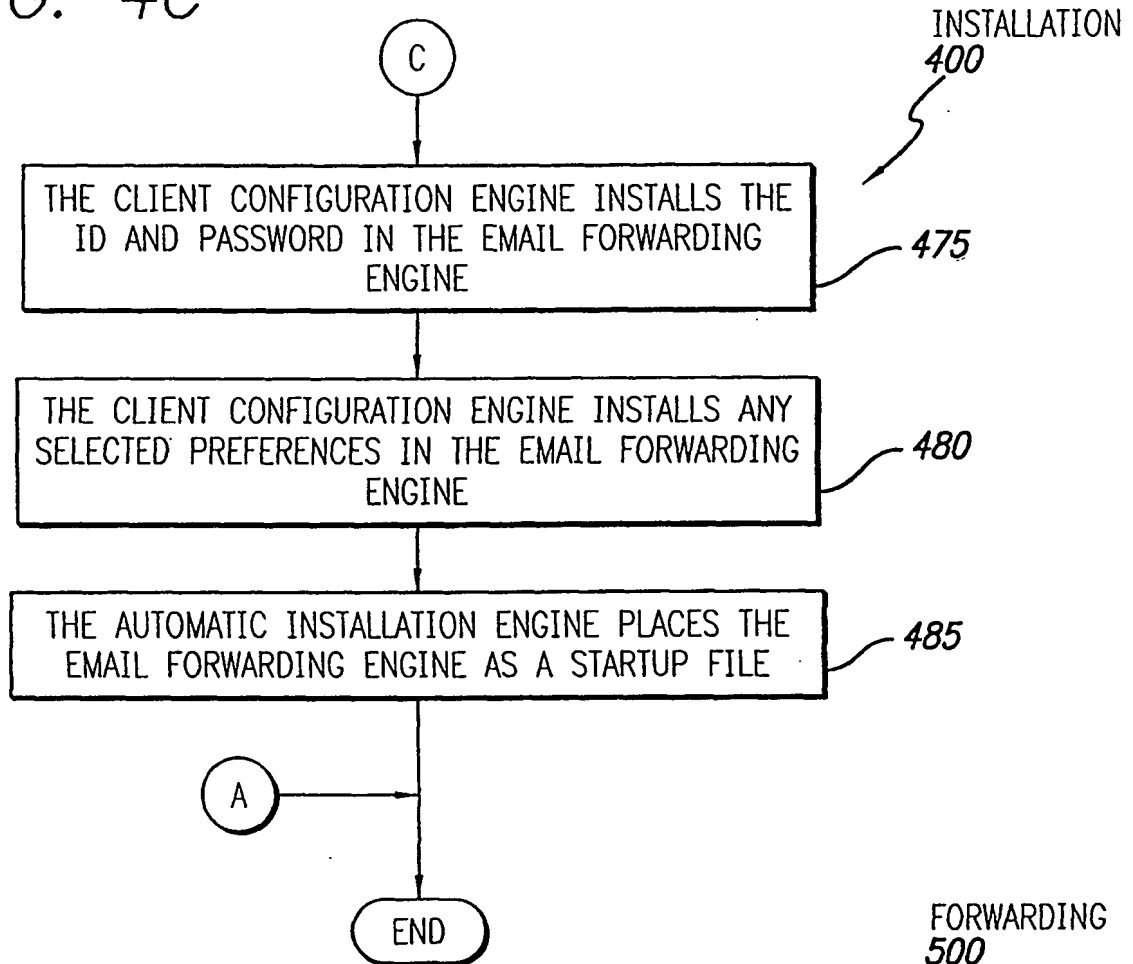 4C
INSTALLATION
400
C
THE CLIENT CONFIGURATION ENGINE INSTALLS THE
ID AND PASSWORD IN THE EMAIL FORWARDING
ENGINE
475
THE CLIENT CONFIGURATION ENGINE INSTALLS ANY
SELECTED PREFERENCES IN THE EMAIL FORWARDING
ENGINE
480
THE AUTOMATIC INSTALLATION ENGINE PLACES THE
EMAIL FORWARDING ENGINE AS A STARTUP FILE
485
A
END
FORWARDING
500